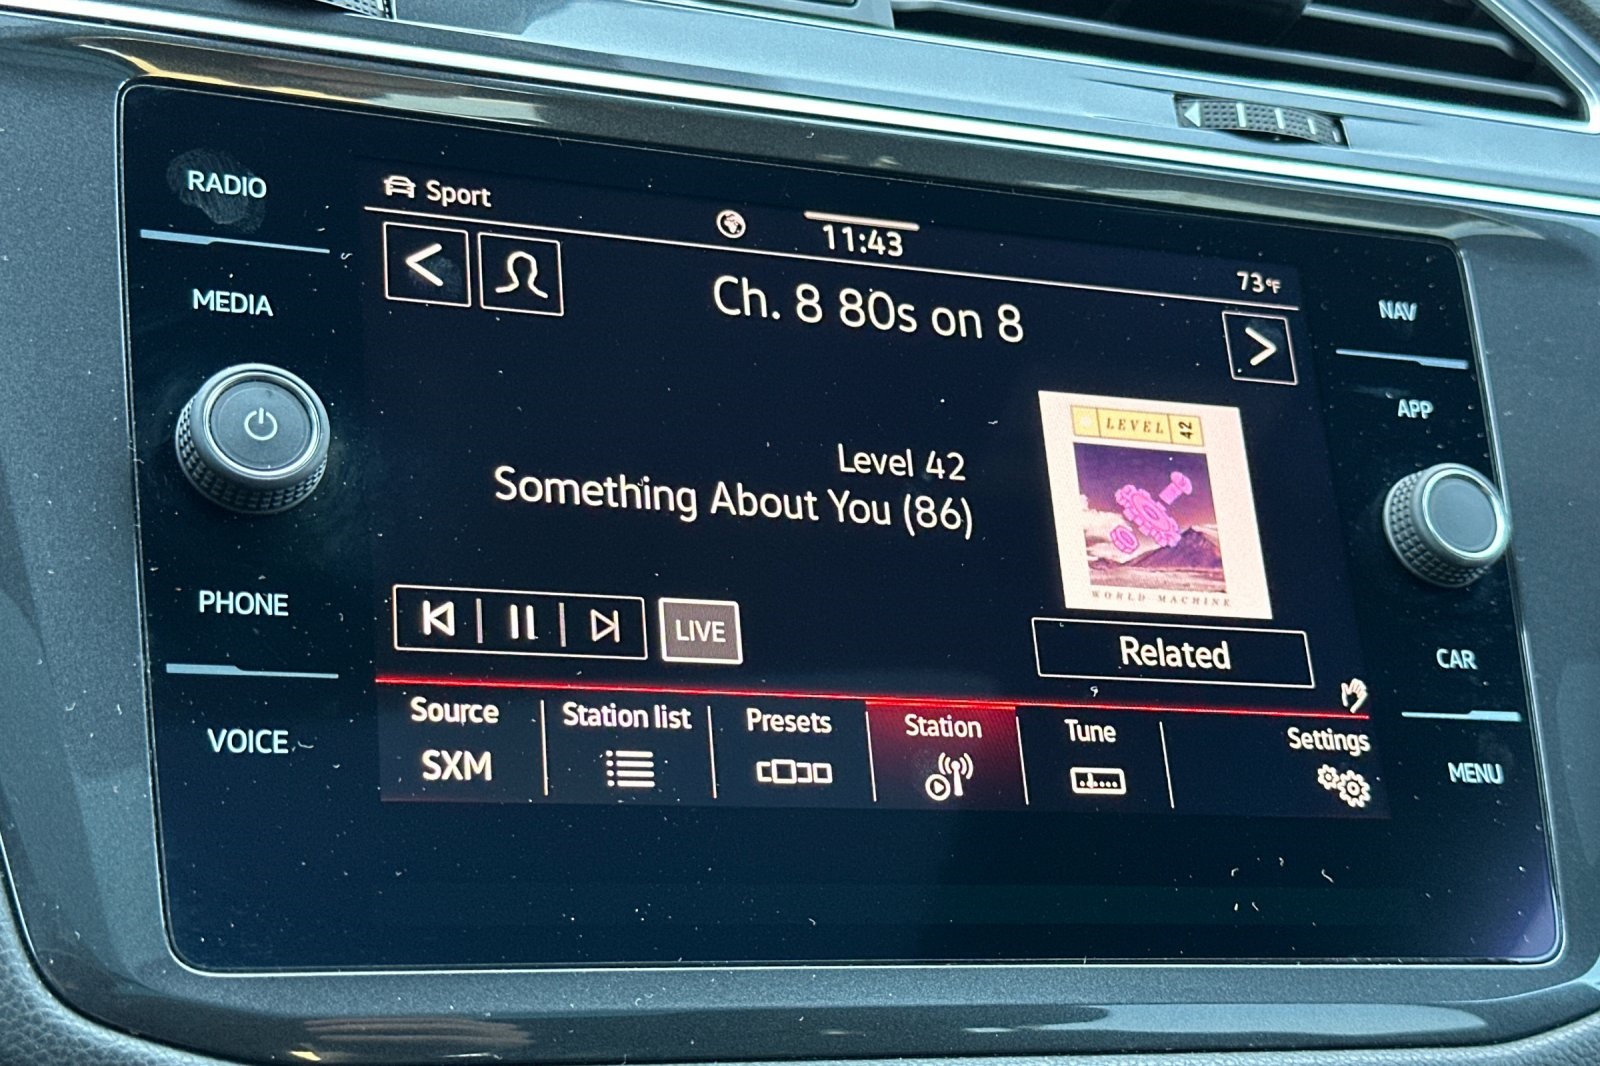 RADIO
MEDIA
PHONE
VOICE
Sport
11:43
73°F
Ch. 8 80s on 8
Level 42
Something About You (86)
LEVEL 42
WORLD MACHINE
LIVE
Related
Source
SXM
Station list
Presets
Station
Tune
Settings
NAV
APP
CAR
MENU